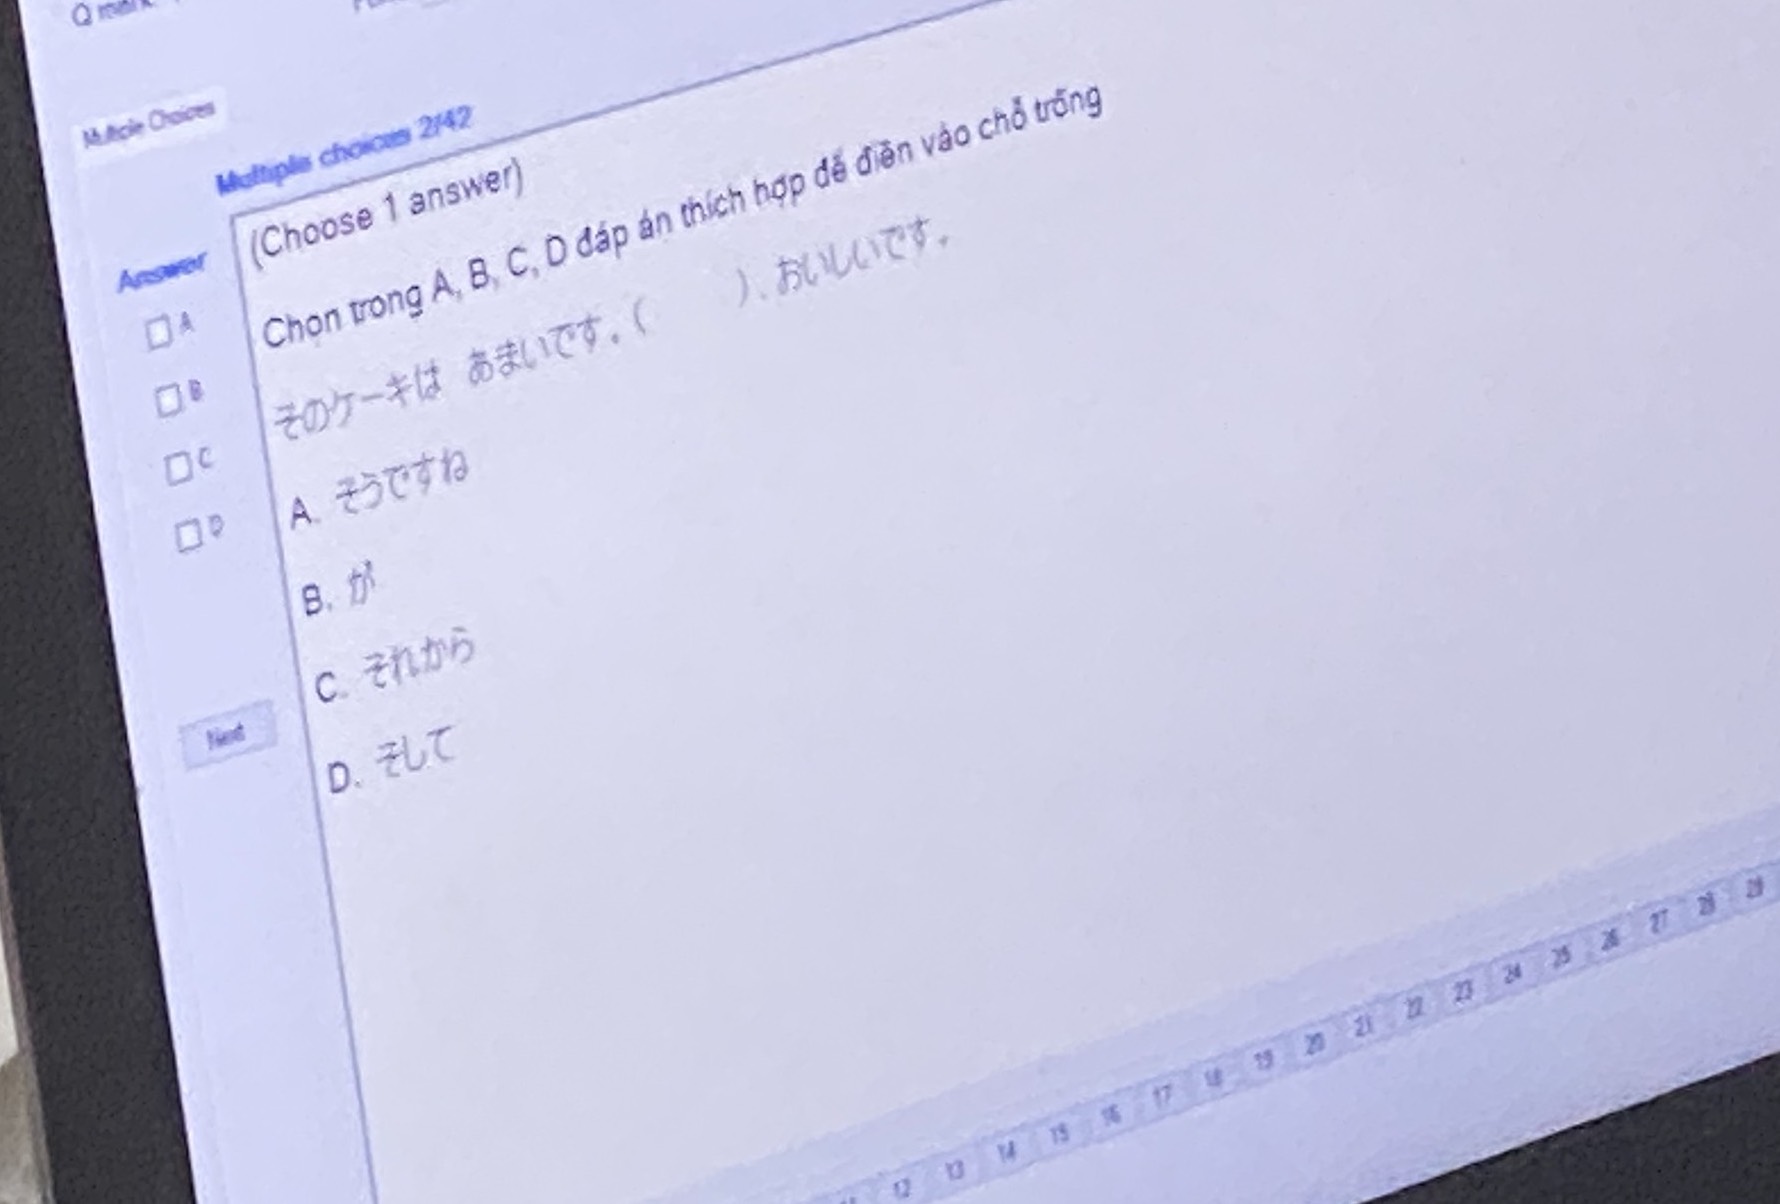 Multiple Choices
Multiple choices 2/42
Answer
(Choose 1 answer)
Chọn trong A, B, C, D đáp án thích hợp để điền vào chỗ trống
そのケーキは あまいです。( )、おいしいです。
A
B
C
D
A. そうですね
B. が
C. それから
D. そして
Next
12 13 14 15 16 17 18 19 20 21 22 23 24 25 26 27 28 29